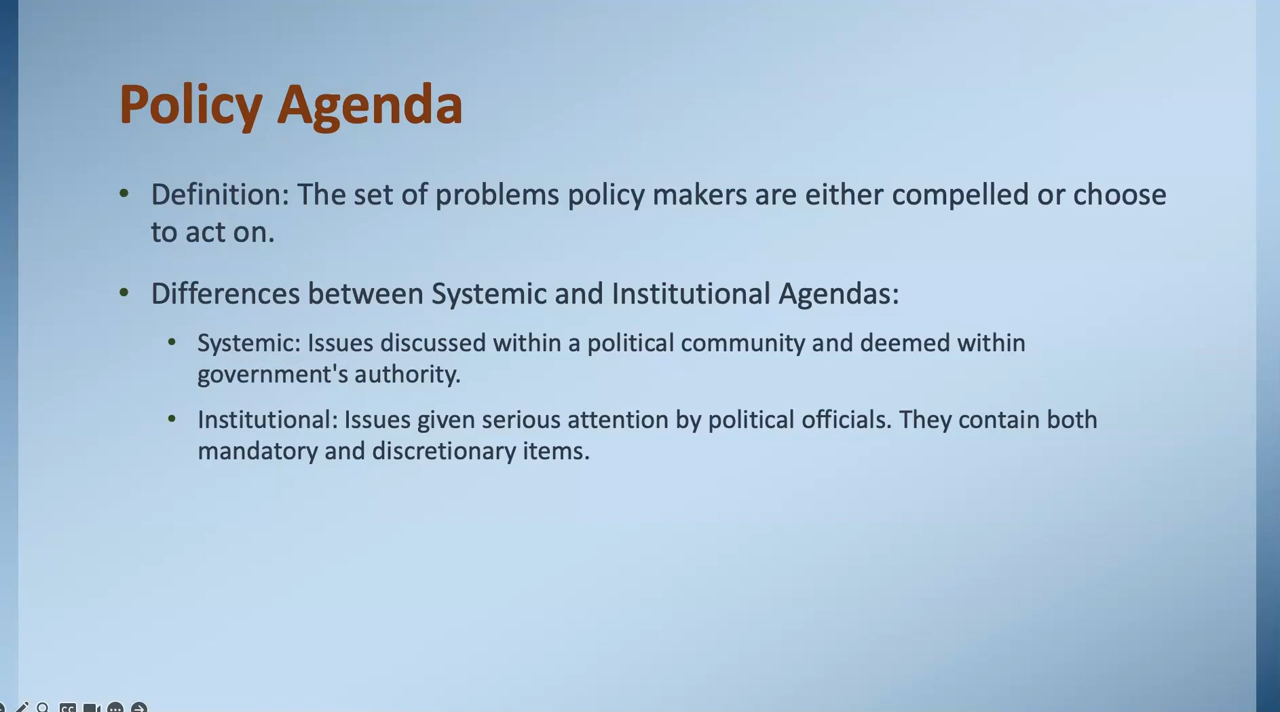 Policy Agenda
• Definition: The set of problems policy makers are either compelled or choose
to act on.
• Differences between Systemic and Institutional Agendas:
• Systemic: Issues discussed within a political community and deemed within
government's authority.
• Institutional: Issues given serious attention by political officials. They contain both
mandatory and discretionary items.
CC